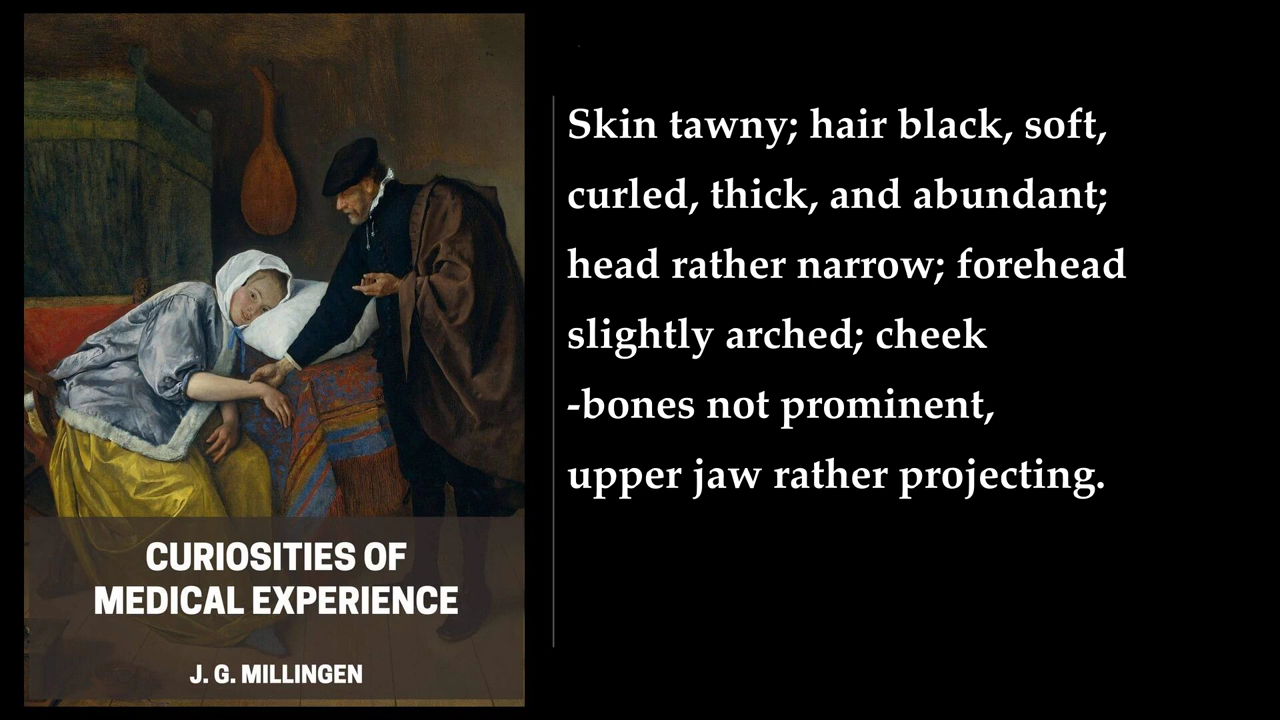 CURIOSITIES OF
MEDICAL EXPERIENCE
J. G. MILLINGEN
Skin tawny; hair black, soft,
curled, thick, and abundant;
head rather narrow; forehead
slightly arched; cheek
-bones not prominent,
upper jaw rather projecting.